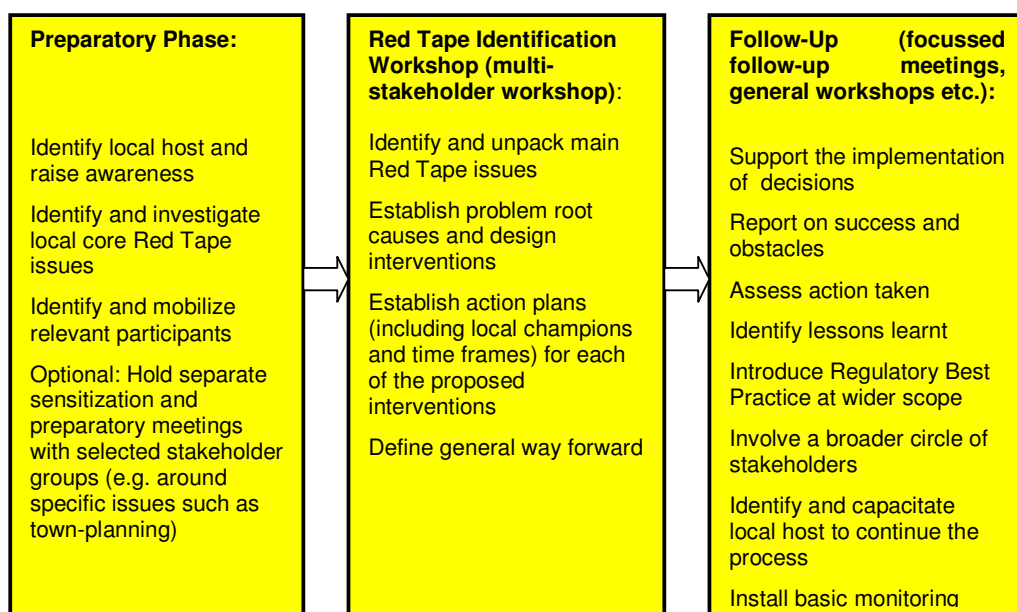 Preparatory Phase:
Identify local host and
raise awareness
Identify and investigate
local core Red Tape
issues
Identify and mobilize
relevant participants
Optional: Hold separate
sensitization and
preparatory meetings
with selected stakeholder
groups (e.g. around
specific issues such as
town-planning)
Red Tape Identification
Workshop (multi-
stakeholder workshop):
Identify and unpack main
Red Tape issues
Establish problem root
causes and design
interventions
Establish action plans
(including local champions
and time frames) for each
of the proposed
interventions
Define general way forward
Follow-Up (focussed
follow-up meetings,
general workshops etc.):
Support the implementation
of decisions
Report on success and
obstacles
Assess action taken
Identify lessons learnt
Introduce Regulatory Best
Practice at wider scope
Involve a broader circle of
stakeholders
Identify and capacitate
local host to continue the
process
Install basic monitoring